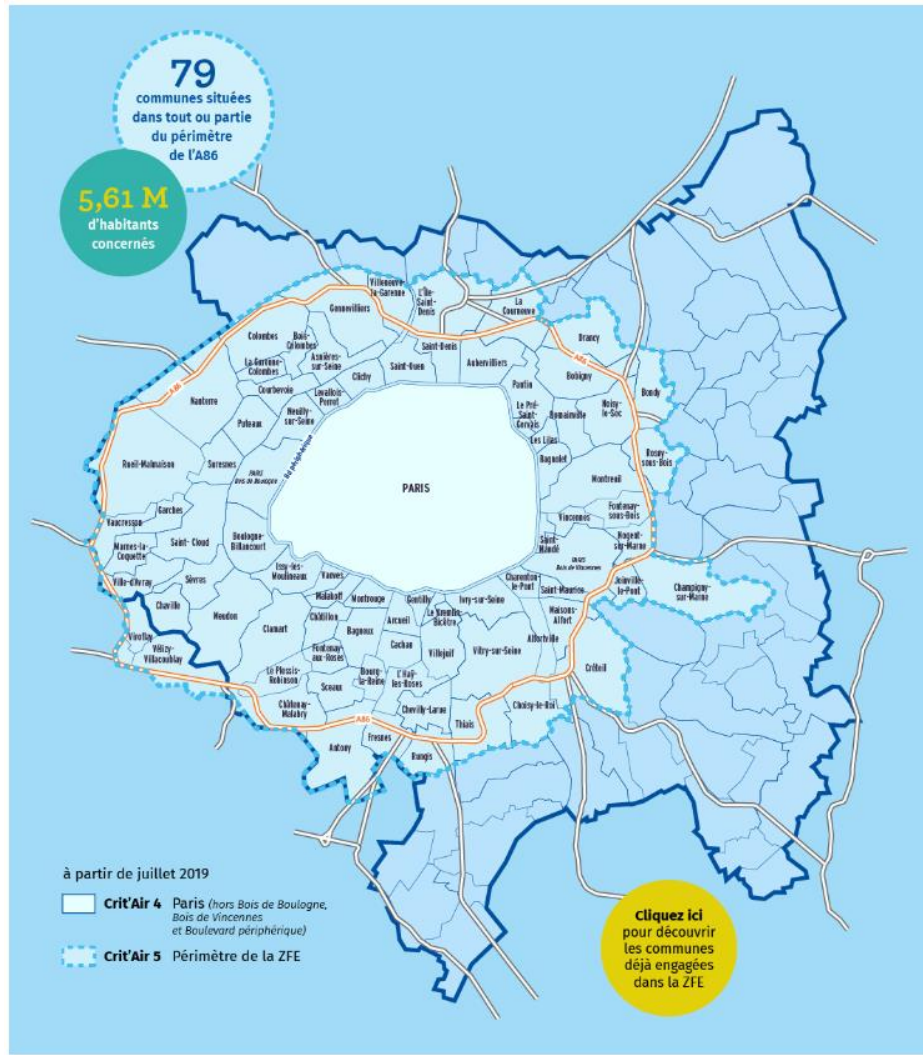 79
communes situées
dans tout ou partie
du périmètre
de l'A86
5,61 M
d'habitants
concernés
Villeneuve-
la-Garenne
L'Île-
Saint-
Denis
La
Courneuve
Gennevilliers
Colombes
Bois-
Colombes
Asnières-
sur-Seine
La Garenne-
Colombes
Saint-Denis
Aubervilliers
Drancy
A86
Bobigny
Clichy
Saint-Ouen
A86
Nanterre
Courbevoie
Levallois-
Perret
Pantin
Bondy
Noisy-
le-Sec
Puteaux
Neuilly-
sur-Seine
Le Pré-
Saint-
Gervais
Romainville
Les Lilas
Bd périphérique
Rosny-
sous-Bois
Rueil-Malmaison
Suresnes
Bagnolet
PARIS
Bois de Boulogne
Montreuil
PARIS
Garches
Vaucresson
Fontenay-
sous-Bois
Vincennes
Saint-Cloud
Boulogne-
Billancourt
Marnes-la-
Coquette
Saint-
Mandé
Nogent-
sur-Marne
PARIS
Bois de Vincennes
Issy-les-
Moulineaux
Vanves
Ville-d'Avray
Sèvres
Charenton-
le-Pont
Saint-Maurice
Joinville-
le-Pont
Champigny-
sur-Marne
Malakoff
Montrouge
Gentilly
Ivry-sur-Seine
Chaville
Meudon
Le Kremlin-
Bicêtre
Maisons-
Alfort
Châtillon
Arcueil
Clamart
Bagneux
Viroflay
Alfortville
Cachan
Villejuif
Vitry-sur-Seine
Vélizy-
Villacoublay
Fontenay-
aux-Roses
Créteil
Le Plessis-
Robinson
Bourg-
la-Reine
L'Haÿ-
les-Roses
Sceaux
Châtenay-
Malabry
Chevilly-Larue
Choisy-le-Roi
Thiais
A86
Fresnes
Antony
Rungis
à partir de juillet 2019
Crit'Air 4 Paris (hors Bois de Boulogne,
Bois de Vincennes
et Boulevard périphérique)
Crit'Air 5 Périmètre de la ZFE
Cliquez ici
pour découvrir
les communes
déjà engagées
dans la ZFE